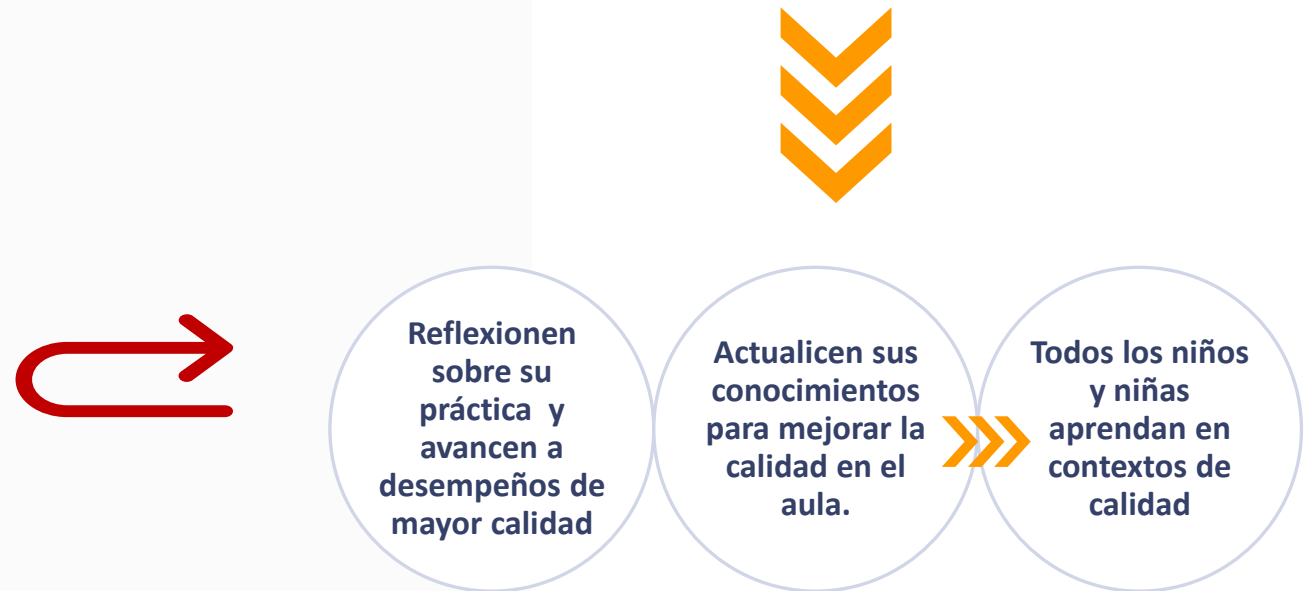 Reflexionen
sobre su
práctica y
avancen a
desempeños de
mayor calidad
Actualicen sus
conocimientos
para mejorar la
calidad en el
aula.
Todos los niños
y niñas
aprendan en
contextos de
calidad